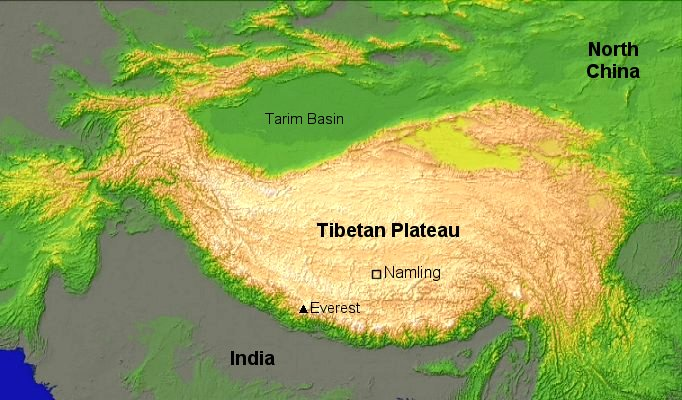 North
China
Tarim Basin
Tibetan Plateau
Namling
Everest
India